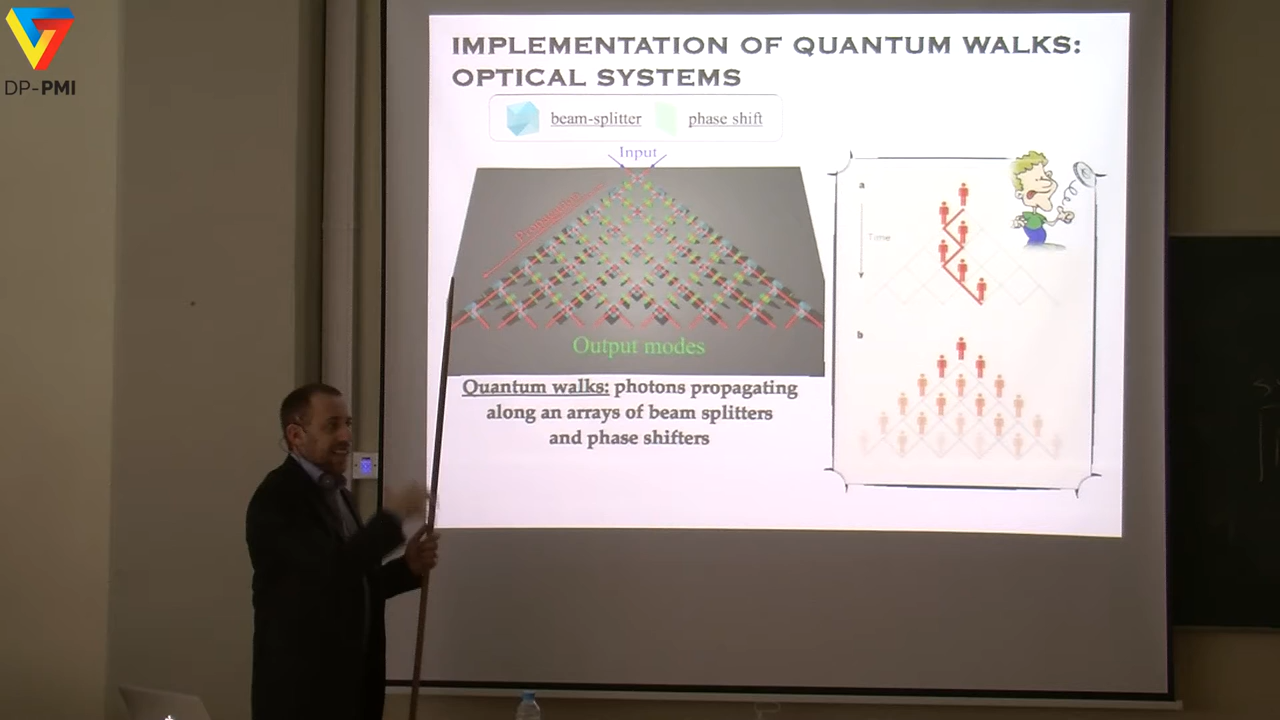 DP-PMI
IMPLEMENTATION OF QUANTUM WALKS:
OPTICAL SYSTEMS
beam-splitter
phase shift
Input
Propagation
Output modes
Quantum walks: photons propagating
along an arrays of beam splitters
and phase shifters
a
Time
b